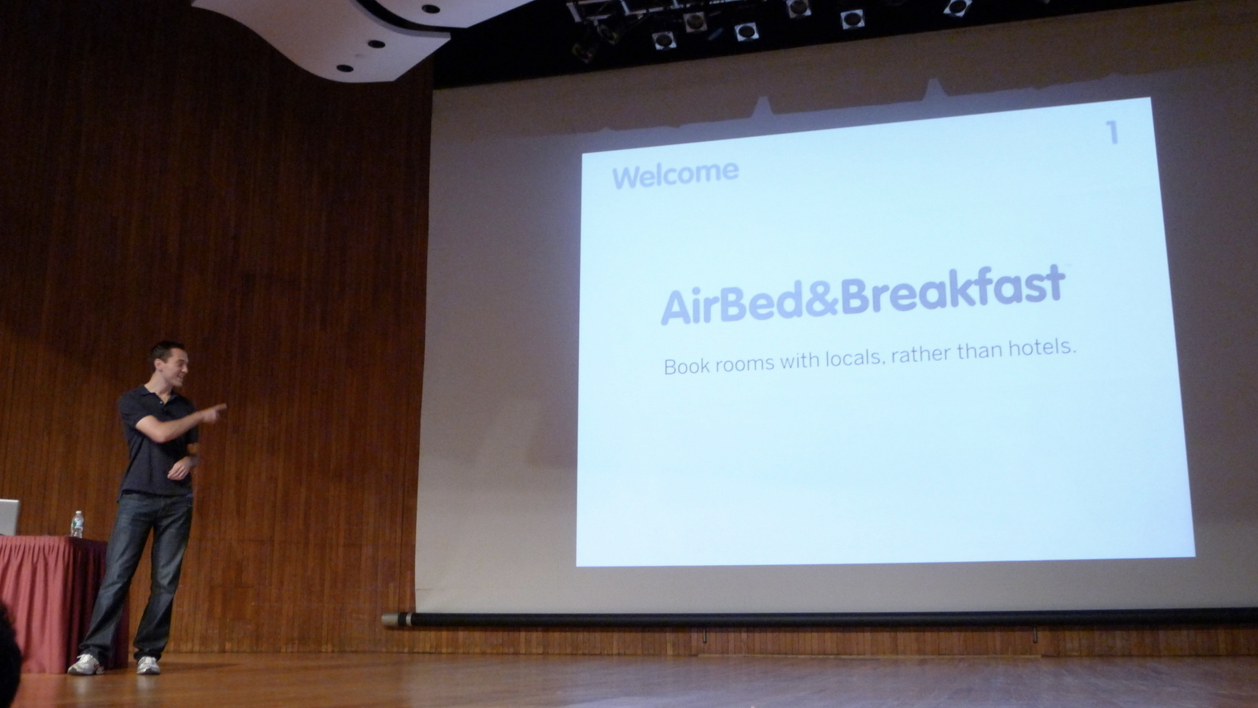 Welcome
1
AirBed&Breakfast
Book rooms with locals, rather than hotels.